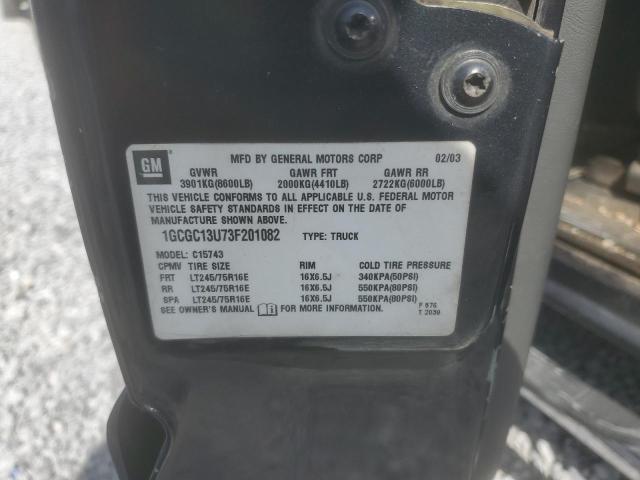 GM
MFD BY GENERAL MOTORS CORP 02/03
GVWR GAWR FRT GAWR RR
3901KG(8600LB) 2000KG(4410LB) 2722KG(6000LB)
THIS VEHICLE CONFORMS TO ALL APPLICABLE U.S. FEDERAL MOTOR
VEHICLE SAFETY STANDARDS IN EFFECT ON THE DATE OF
MANUFACTURE SHOWN ABOVE.
1GCGC13U73F201082 TYPE: TRUCK
MODEL: C15743
CPMV TIRE SIZE RIM COLD TIRE PRESSURE
FRT LT245/75R16E 16X6.5J 340KPA(50PSI)
RR LT245/75R16E 16X6.5J 550KPA(80PSI)
SPA LT245/75R16E 16X6.5J 550KPA(80PSI)
SEE OWNER'S MANUAL FOR MORE INFORMATION.
F 676
T 2039